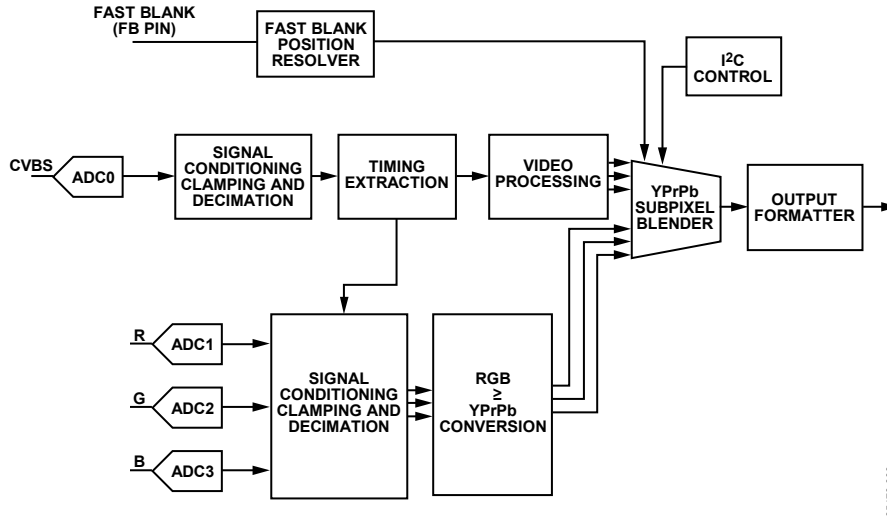 FAST BLANK
(FB PIN)
FAST BLANK
POSITION
RESOLVER
I²C
CONTROL
CVBS
ADC0
SIGNAL
CONDITIONING
CLAMPING AND
DECIMATION
TIMING
EXTRACTION
VIDEO
PROCESSING
YPrPb
SUBPIXEL
BLENDER
OUTPUT
FORMATTER
R
ADC1
G
ADC2
B
ADC3
SIGNAL
CONDITIONING
CLAMPING AND
DECIMATION
RGB
≥
YPrPb
CONVERSION